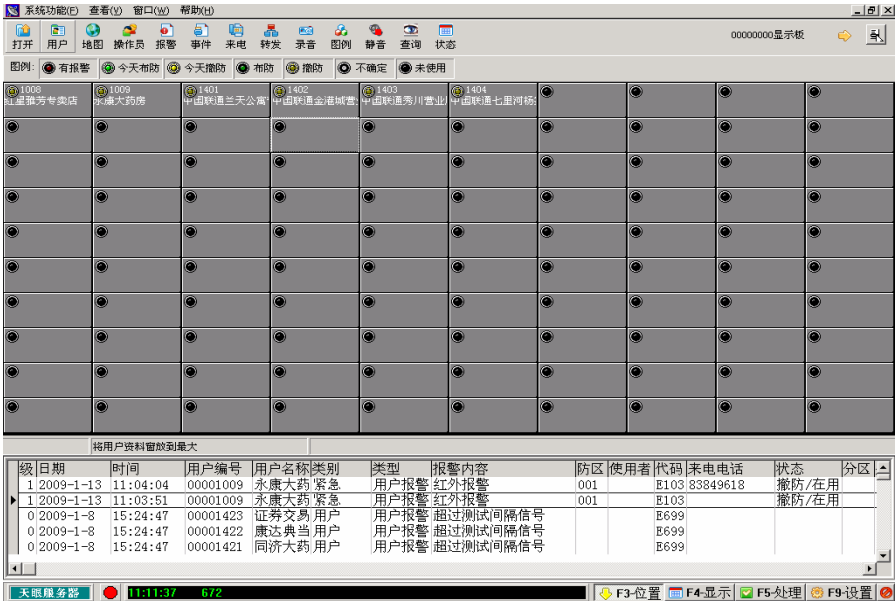 系统功能(F) 查看(V) 窗口(W) 帮助(H)
打开 用户 地图 操作员 报警 事件 来电 转发 录音 图例 静音 查询 状态 00000000显示板
图例: 有报警 今天布防 今天撤防 布防 撤防 不确定 未使用
1008 1009 1401 1402 1403 1404
红星雅芳专卖店 永康大药房 中国联通兰天公寓 中国联通金港城营 中国联通秀川营业 中国联通七里河杨
将用户资料窗放到最大
级 日期 时间 用户编号 用户名称 类别 类型 报警内容 防区 使用者 代码 来电电话 状态 分区
1 2009-1-13 11:04:04 00001009 永康大药 紧急 用户报警 红外报警 001 E103 83849618 撤防/在用
1 2009-1-13 11:03:51 00001009 永康大药 紧急 用户报警 红外报警 001 E103 撤防/在用
0 2009-1-8 15:24:47 00001423 证券交易 用户 用户报警 超过测试间隔信号 E699
0 2009-1-8 15:24:47 00001422 康达典当 用户 用户报警 超过测试间隔信号 E699
0 2009-1-8 15:24:47 00001421 同济大药 用户 用户报警 超过测试间隔信号 E699
天眼服务器 11:11:37 672 F3-位置 F4-显示 F5-处理 F9-设置